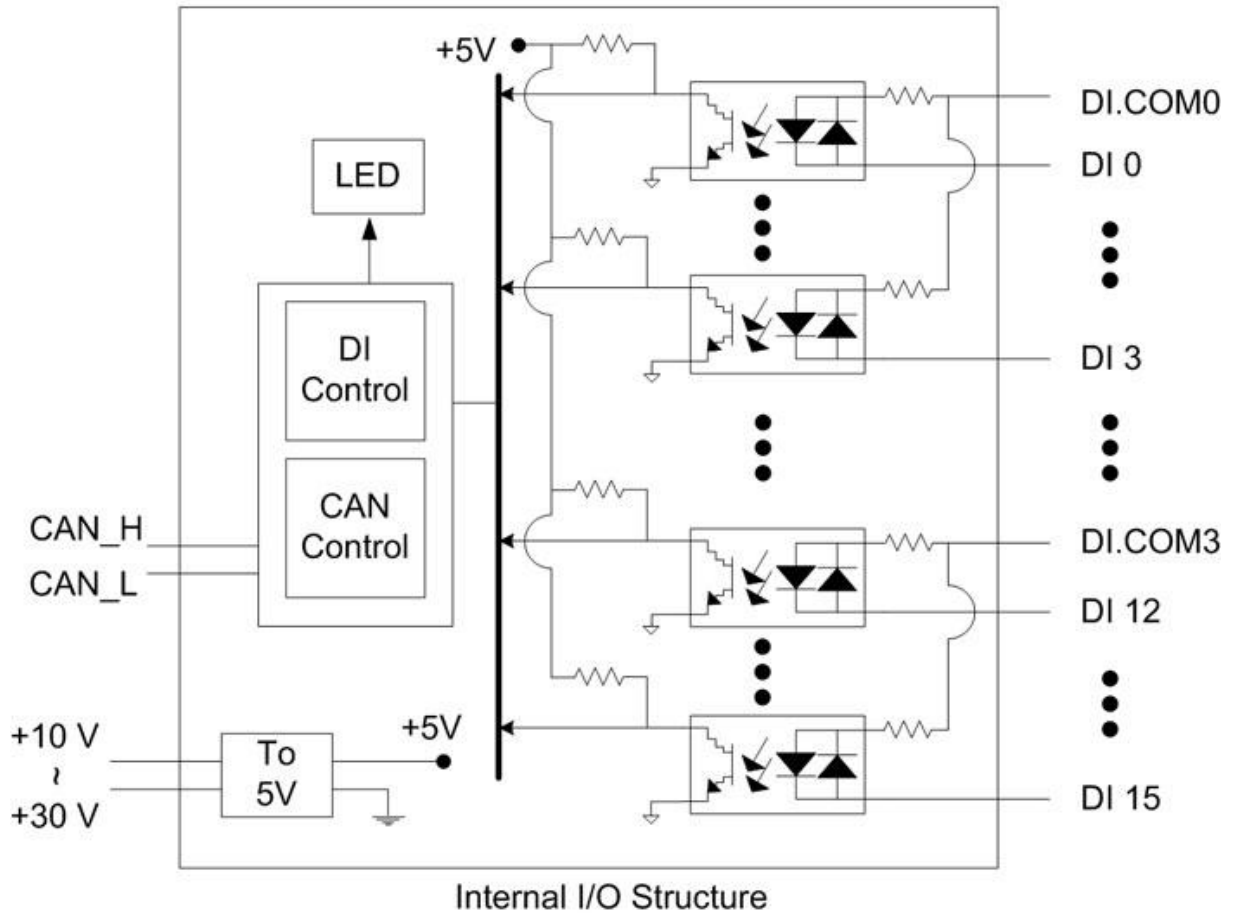 +5V
DI.COM0
DI 0
LED
DI
Control
DI 3
CAN
Control
CAN_H
CAN_L
DI.COM3
DI 12
+10 V
~
+30 V
To
5V
+5V
DI 15
Internal I/O Structure